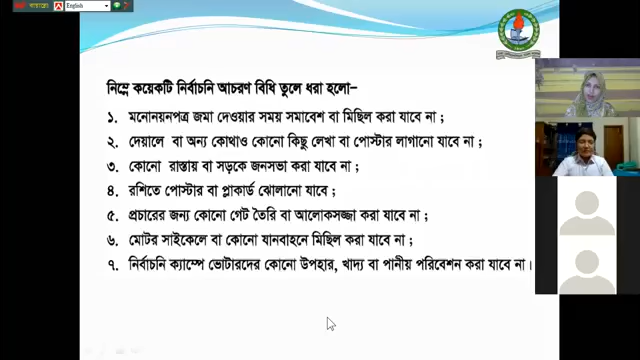 English
নিম্নে কয়েকটি নির্বাচনি আচরণ বিধি তুলে ধরা হলো-
১. মনোনয়নপত্র জমা দেওয়ার সময় সমাবেশ বা মিছিল করা যাবে না ;
২. দেয়ালে বা অন্য কোথাও কোনো কিছু লেখা বা পোস্টার লাগানো যাবে না ;
৩. কোনো রাস্তায় বা সড়কে জনসভা করা যাবে না ;
৪. রশিতে পোস্টার বা প্লাকার্ড ঝোলানো যাবে ;
৫. প্রচারের জন্য কোনো গেট তৈরি বা আলোকসজ্জা করা যাবে না ;
৬. মোটর সাইকেলে বা কোনো যানবাহনে মিছিল করা যাবে না ;
৭. নির্বাচনি ক্যাম্পে ভোটারদের কোনো উপহার, খাদ্য বা পানীয় পরিবেশন করা যাবে না।